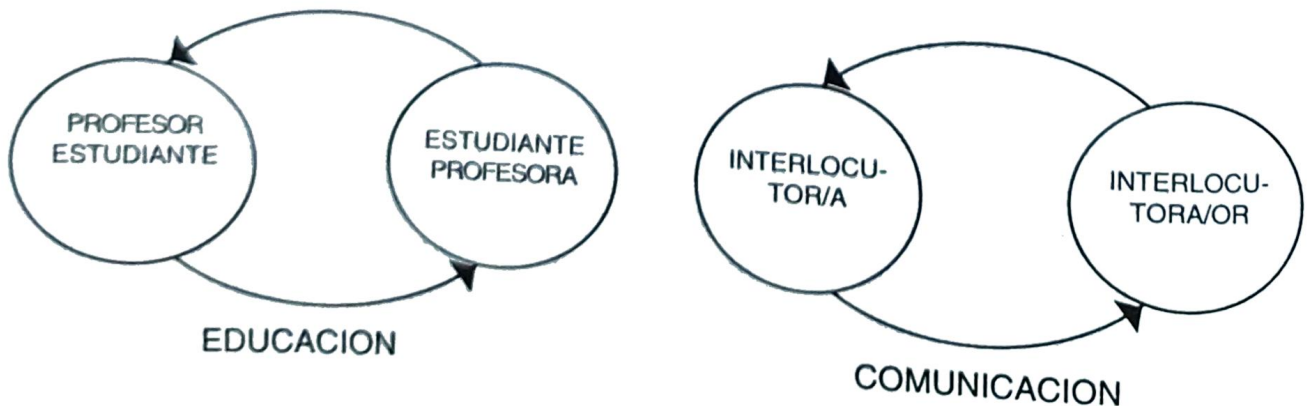 PROFESOR
ESTUDIANTE
ESTUDIANTE
PROFESORA
EDUCACION
INTERLOCU-
TOR/A
INTERLOCU-
TORA/OR
COMUNICACION